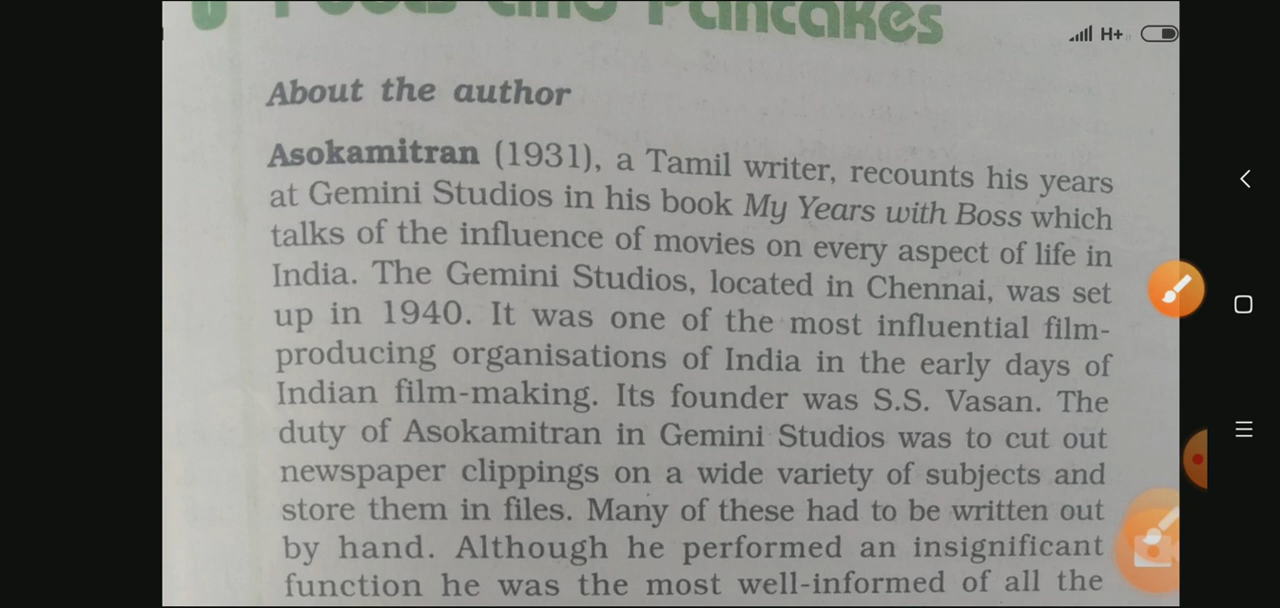 Poets and Pancakes
H+
About the author
Asokamitran (1931), a Tamil writer, recounts his years
at Gemini Studios in his book My Years with Boss which
talks of the influence of movies on every aspect of life in
India. The Gemini Studios, located in Chennai, was set
up in 1940. It was one of the most influential film-
producing organisations of India in the early days of
Indian film-making. Its founder was S.S. Vasan. The
duty of Asokamitran in Gemini Studios was to cut out
newspaper clippings on a wide variety of subjects and
store them in files. Many of these had to be written out
by hand. Although he performed an insignificant
function he was the most well-informed of all the